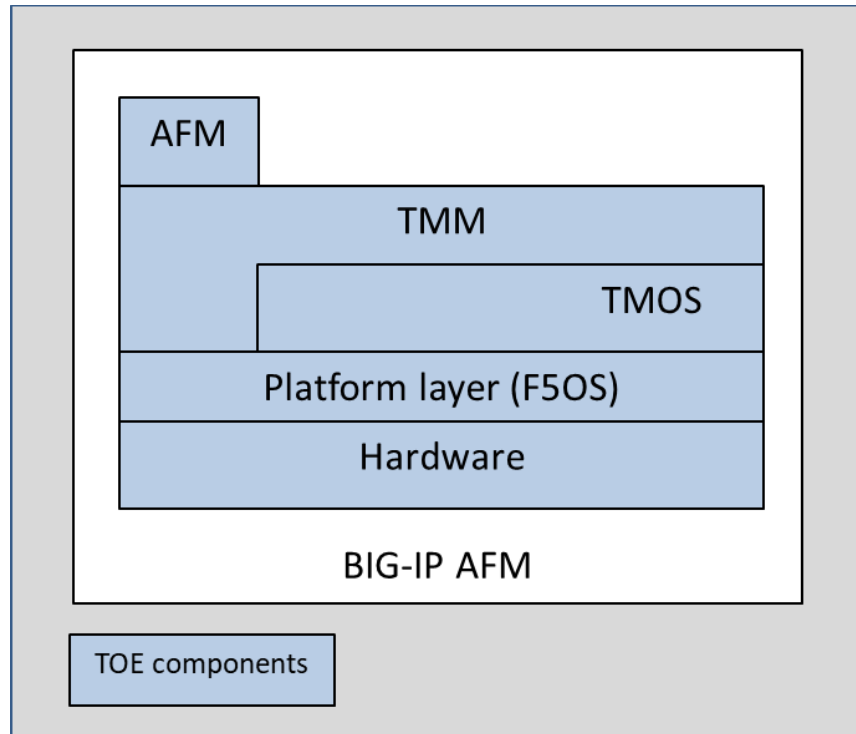 AFM
TMM
TMOS
Platform layer (F5OS)
Hardware
BIG-IP AFM
TOE components